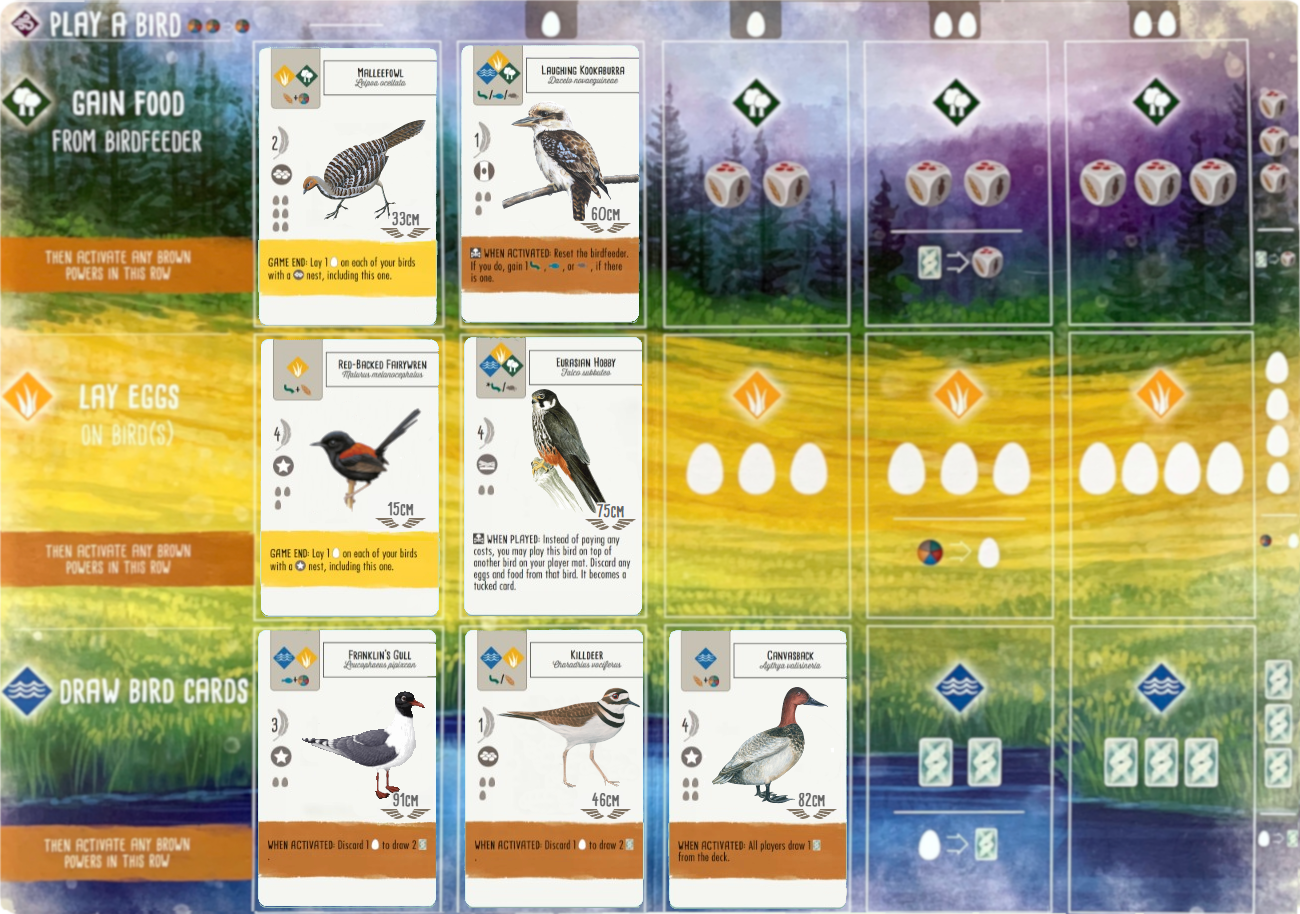 PLAY A BIRD
GAIN FOOD
FROM BIRDFEEDER
THEN ACTIVATE ANY BROWN
POWERS IN THIS ROW
MALLEEFOWL
Leipoa ocellata
2
33CM
GAME END: Lay 1 on each of your birds
with a nest, including this one.
LAUGHING KOOKABURRA
Dacelo novaeguineae
1
60CM
WHEN ACTIVATED: Reset the birdfeeder.
If you do, gain 1 , , or , if there
is one.
LAY EGGS
ON BIRD(S)
THEN ACTIVATE ANY BROWN
POWERS IN THIS ROW
RED-BACKED FAIRYWREN
Malurus melanocephalus
4
15CM
GAME END: Lay 1 on each of your birds
with a nest, including this one.
EURASIAN HOBBY
Falco subbuteo
4
75CM
WHEN PLAYED: Instead of paying any
costs, you may play this bird on top of
another bird on your player mat. Discard any
eggs and food from that bird. It becomes a
tucked card.
DRAW BIRD CARDS
THEN ACTIVATE ANY BROWN
POWERS IN THIS ROW
FRANKLIN'S GULL
Leucophaeus pipixcan
3
91CM
WHEN ACTIVATED: Discard 1 to draw 2
.
KILLDEER
Charadrius vociferus
1
46CM
WHEN ACTIVATED: Discard 1 to draw 2
.
CANVASBACK
Aythya valisineria
4
82CM
WHEN ACTIVATED: All players draw 1
from the deck.